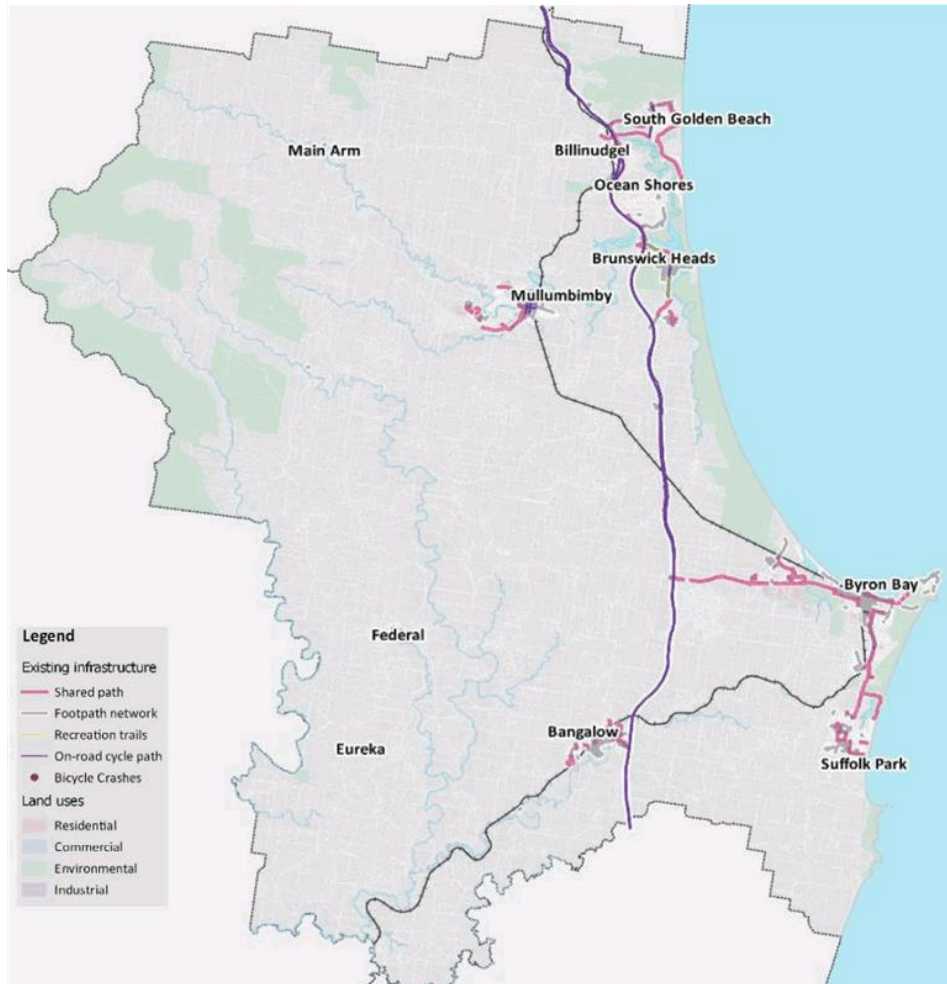 South Golden Beach
Main Arm
Billinudgel
Ocean Shores
Brunswick Heads
Mullumbimby
Byron Bay
Federal
Bangalow
Eureka
Suffolk Park
Legend
Existing infrastructure
Shared path
Footpath network
Recreation trails
On-road cycle path
Bicycle Crashes
Land uses
Residential
Commercial
Environmental
Industrial